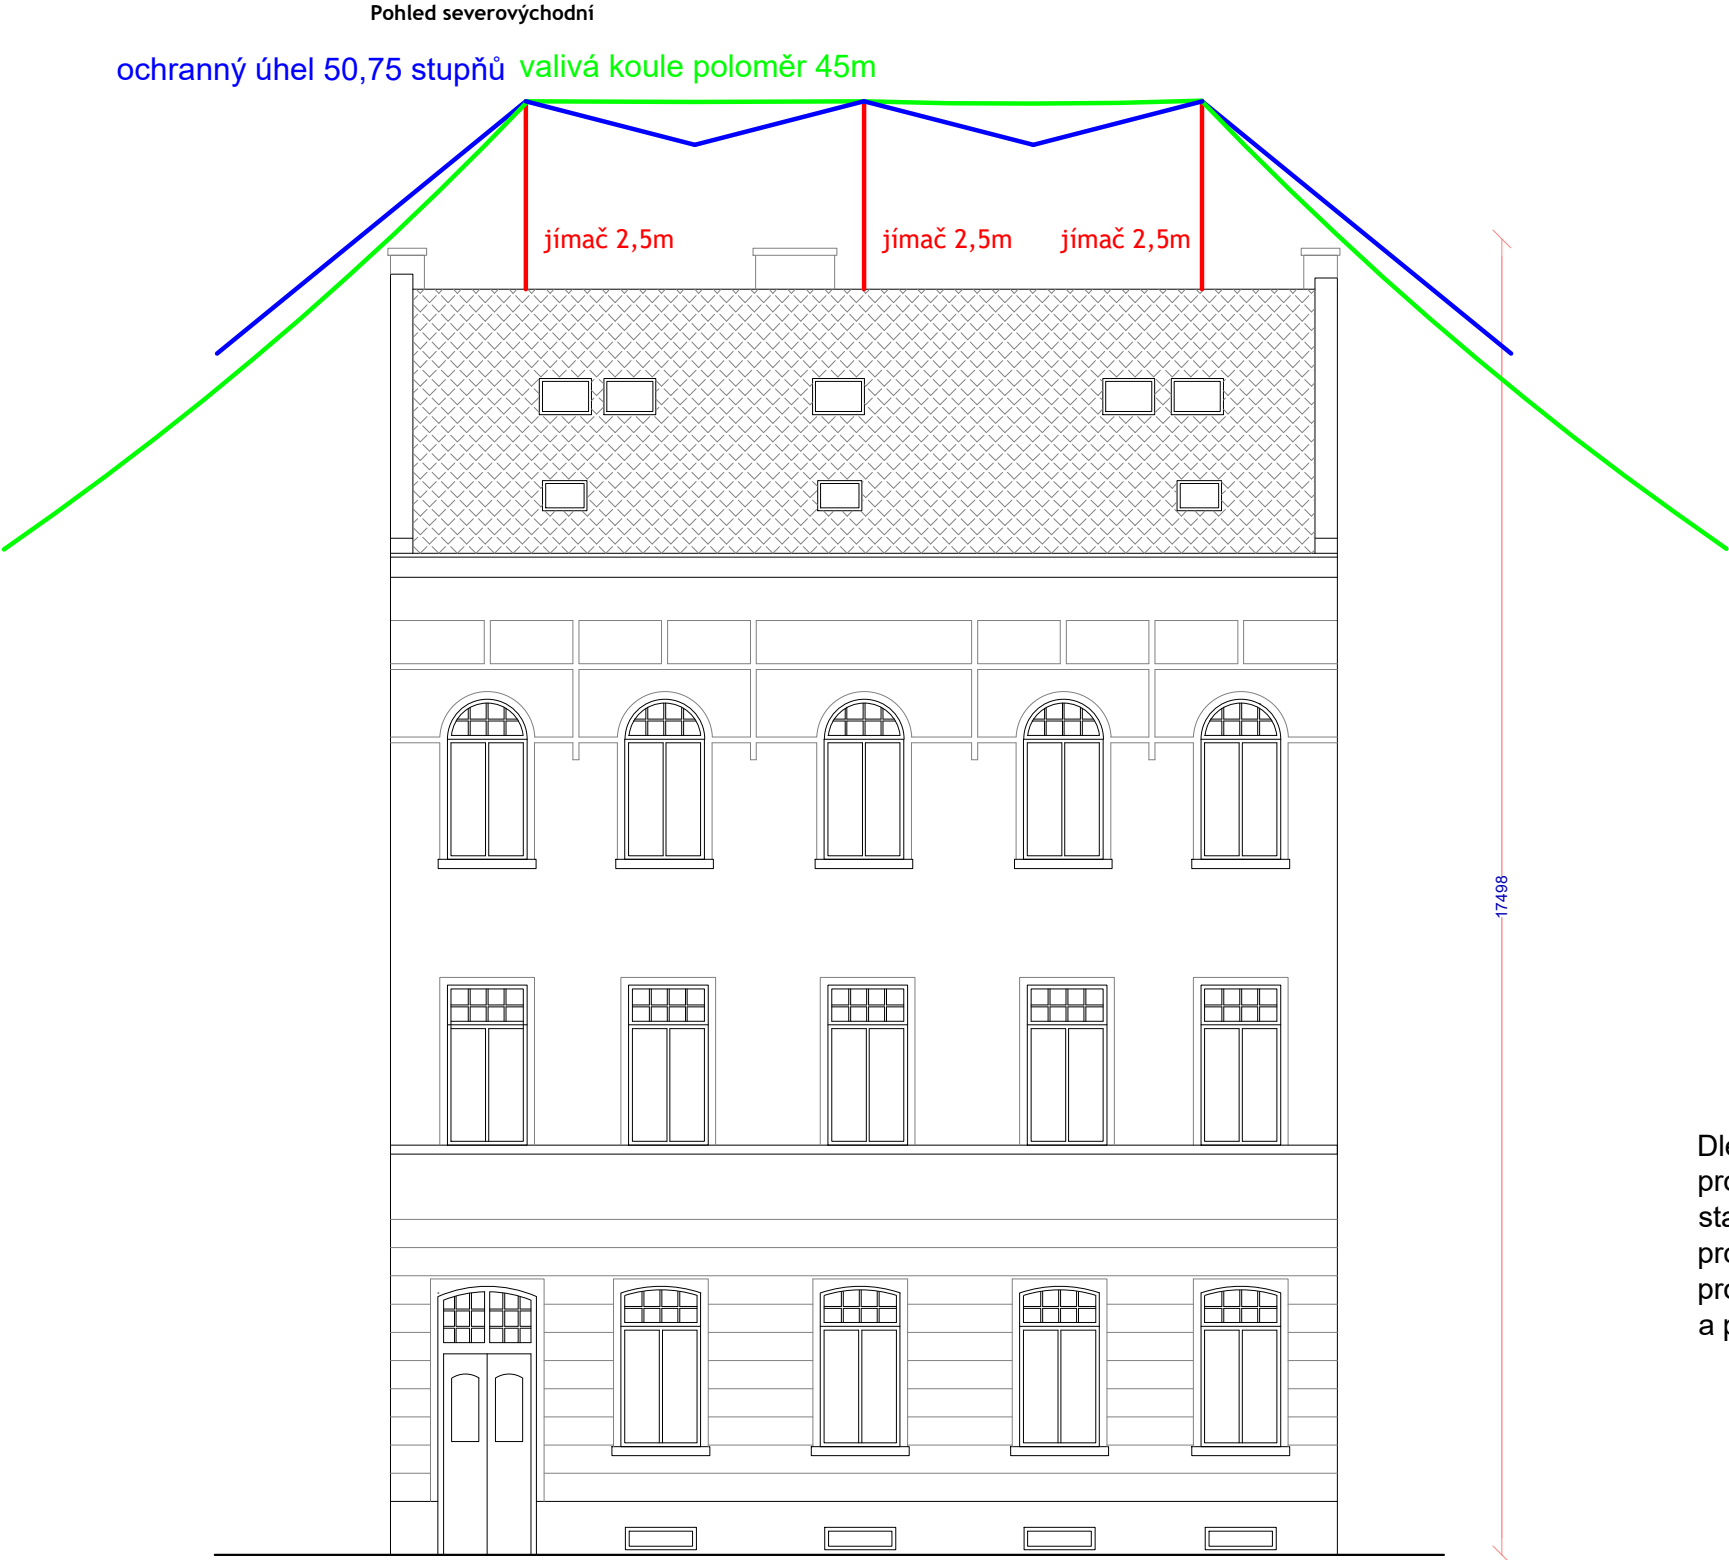 Pohled severovýchodní
ochranný úhel 50,75 stupňů valivá koule poloměr 45m
jímač 2,5m jímač 2,5m jímač 2,5m
17498
a